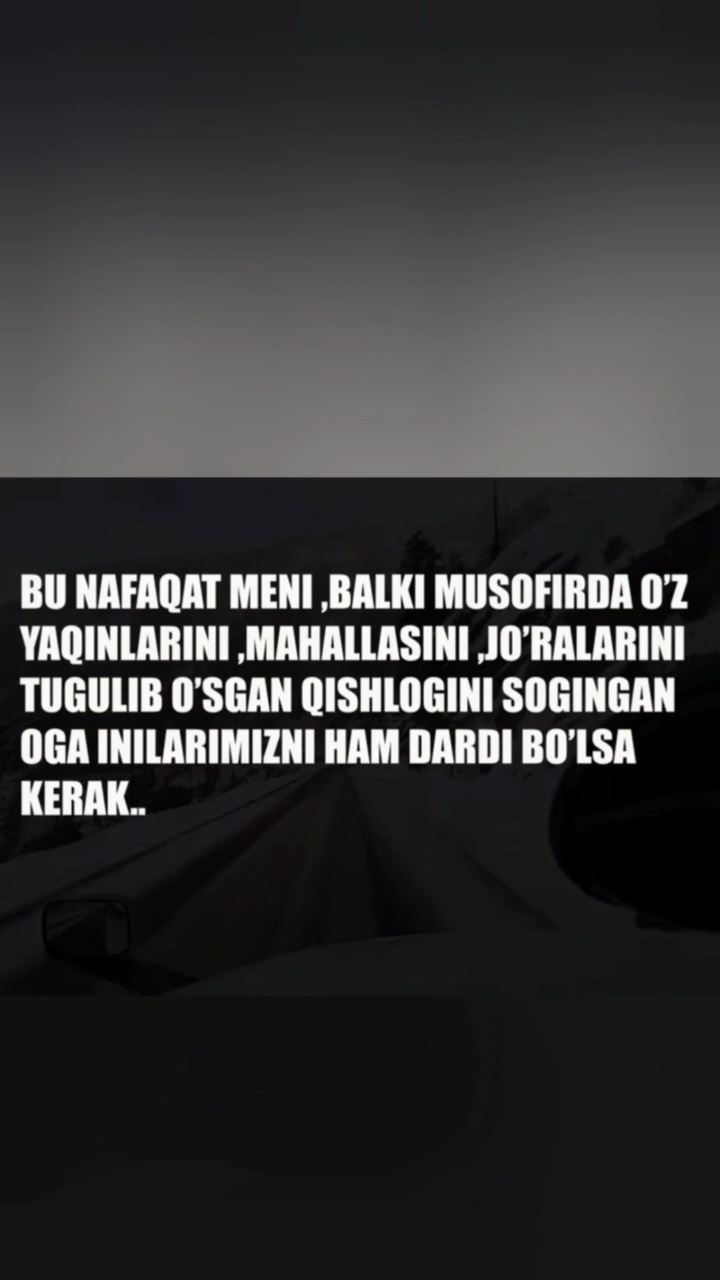 BU NAFAQAT MENI ,BALKI MUSOFIRDA O’Z
YAQINLARINI ,MAHALLASINI ,JO’RALARINI
TUGULIB O’SGAN QISHLOGINI SOGINGAN
OGA INILARIMIZNI HAM DARDI BO’LSA
KERAK..